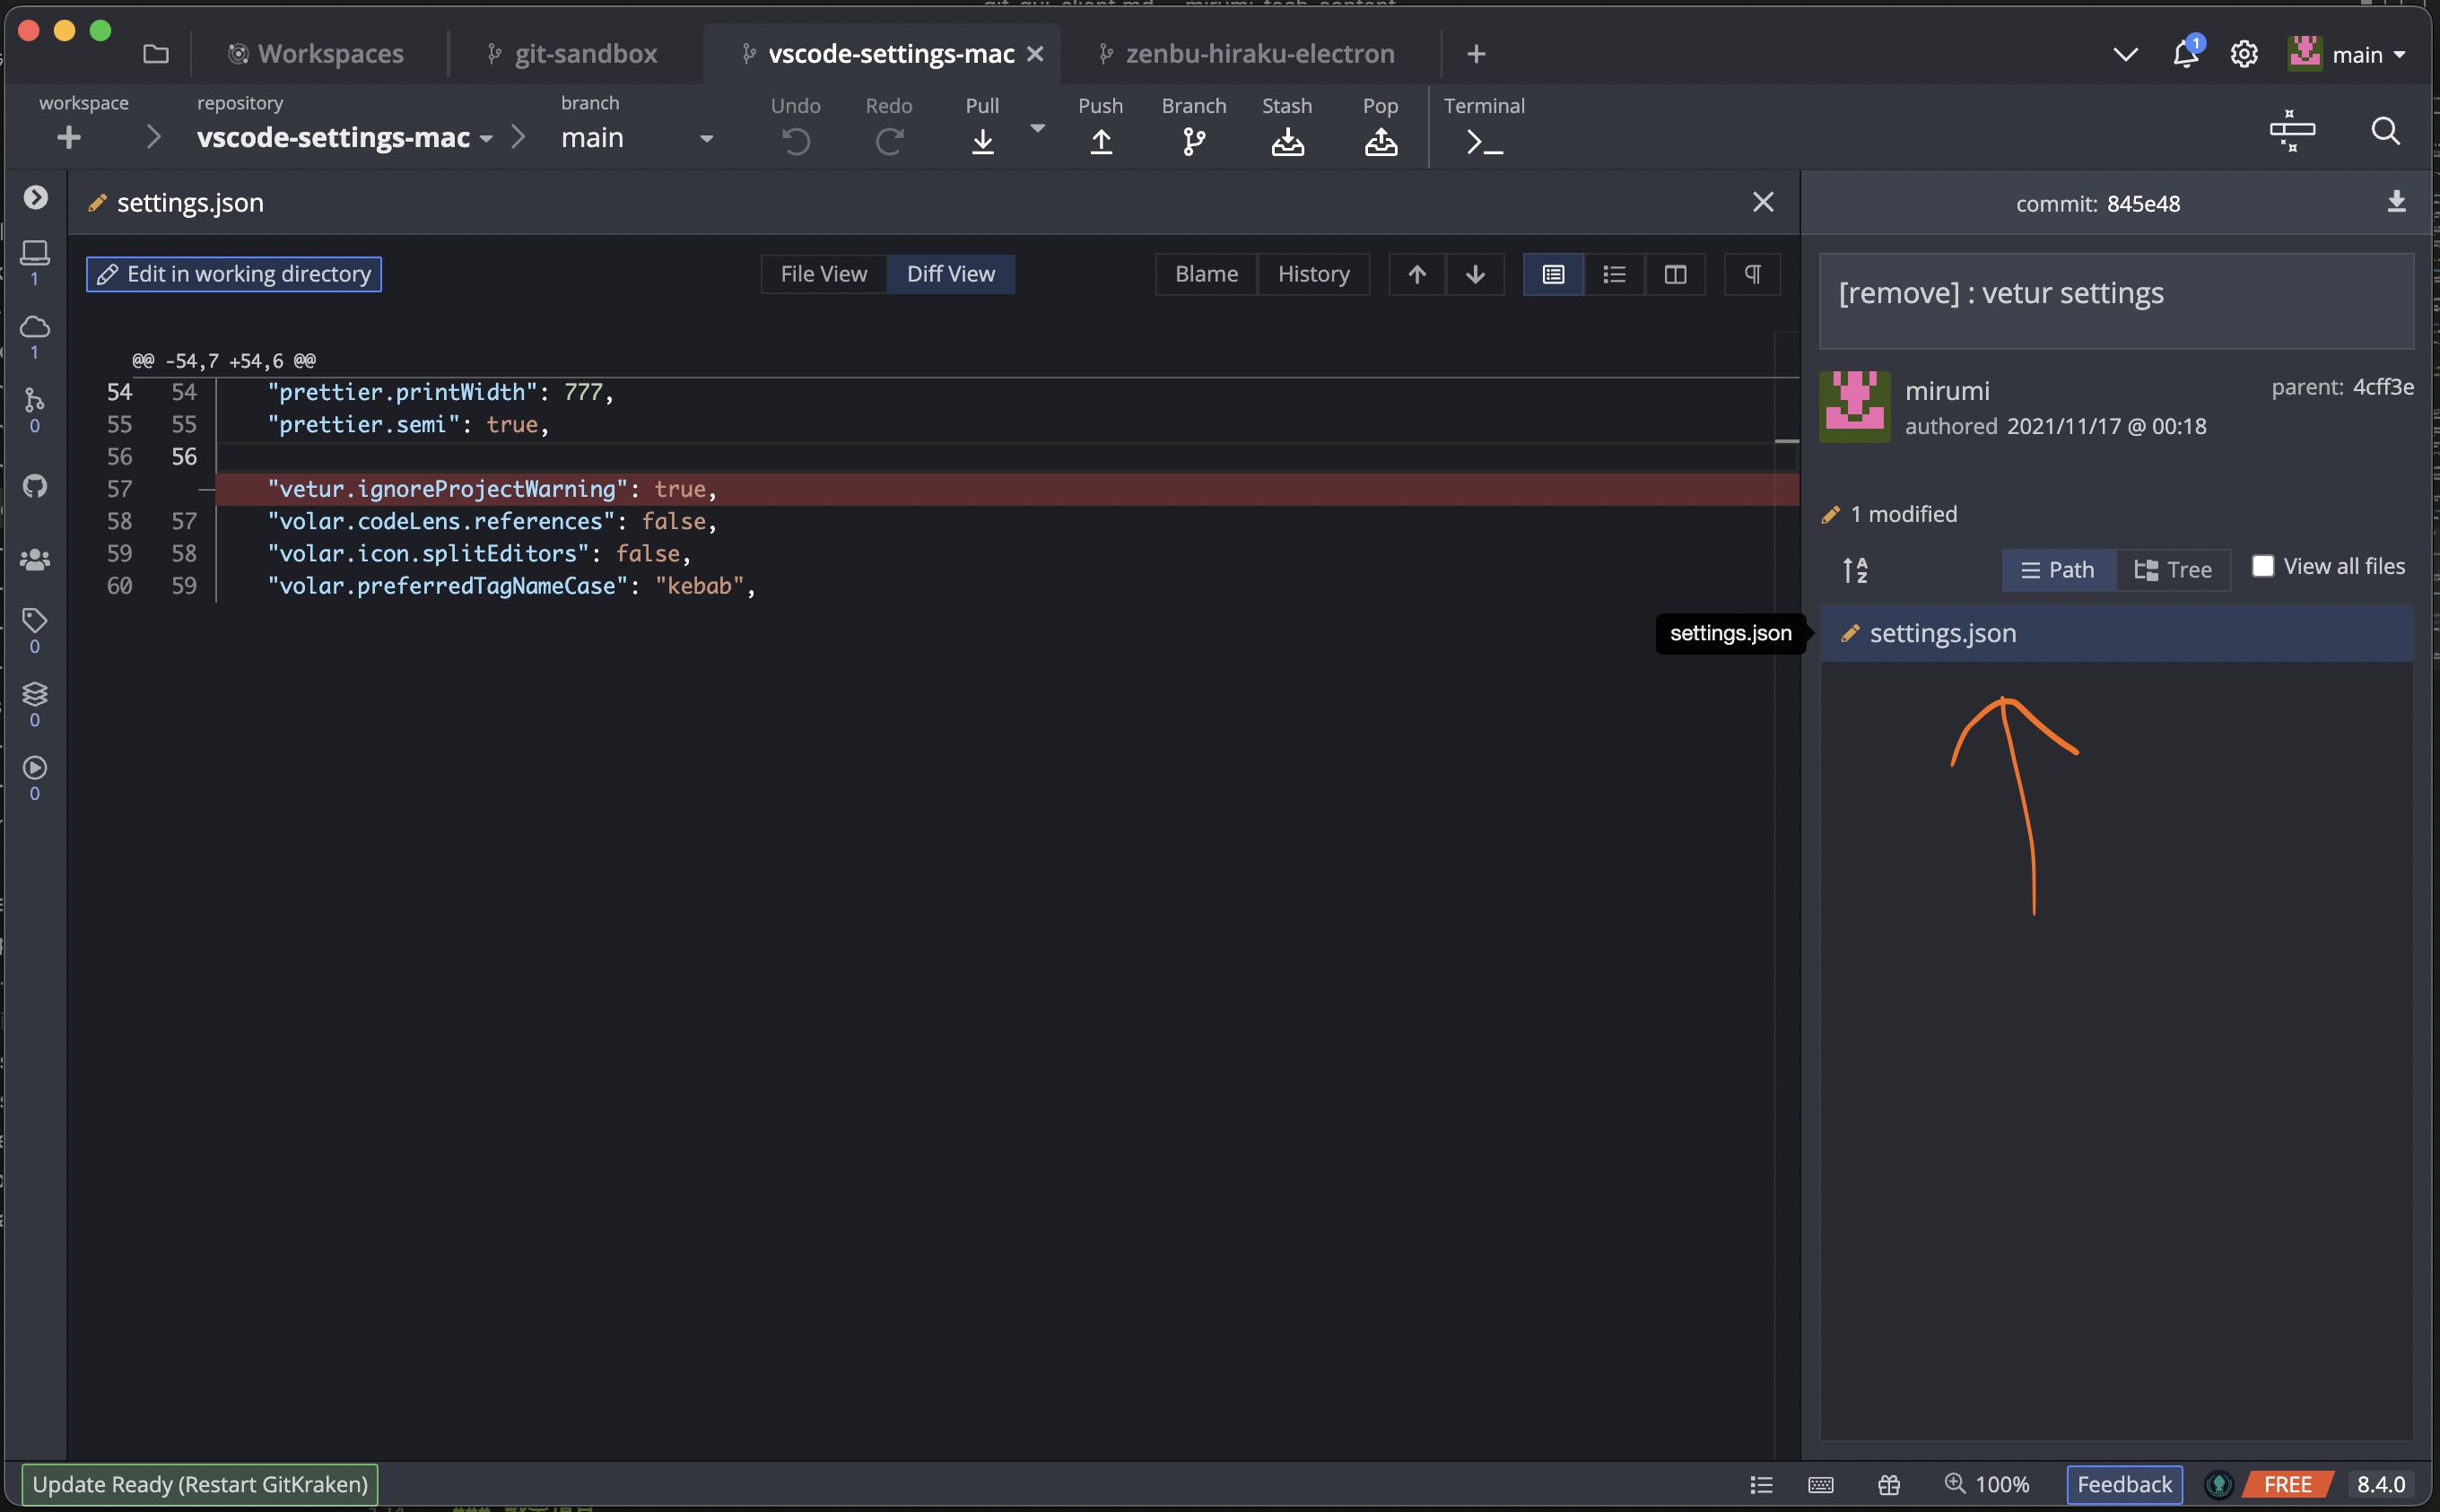 Workspaces
git-sandbox
vscode-settings-mac
zenbu-hiraku-electron
1
main
workspace
repository
vscode-settings-mac
branch
main
Undo
Redo
Pull
Push
Branch
Stash
Pop
Terminal
settings.json
Edit in working directory
File View
Diff View
Blame
History
1
1
0
0
0
0
@@ -54,7 +54,6 @@
54 54 "prettier.printWidth": 777,
55 55 "prettier.semi": true,
56 56
57 — "vetur.ignoreProjectWarning": true,
58 57 "volar.codeLens.references": false,
59 58 "volar.icon.splitEditors": false,
60 59 "volar.preferredTagNameCase": "kebab",
commit: 845e48
[remove] : vetur settings
mirumi
authored 2021/11/17 @ 00:18
parent: 4cff3e
1 modified
Path
Tree
View all files
settings.json
settings.json
Update Ready (Restart GitKraken)
100%
Feedback
FREE
8.4.0